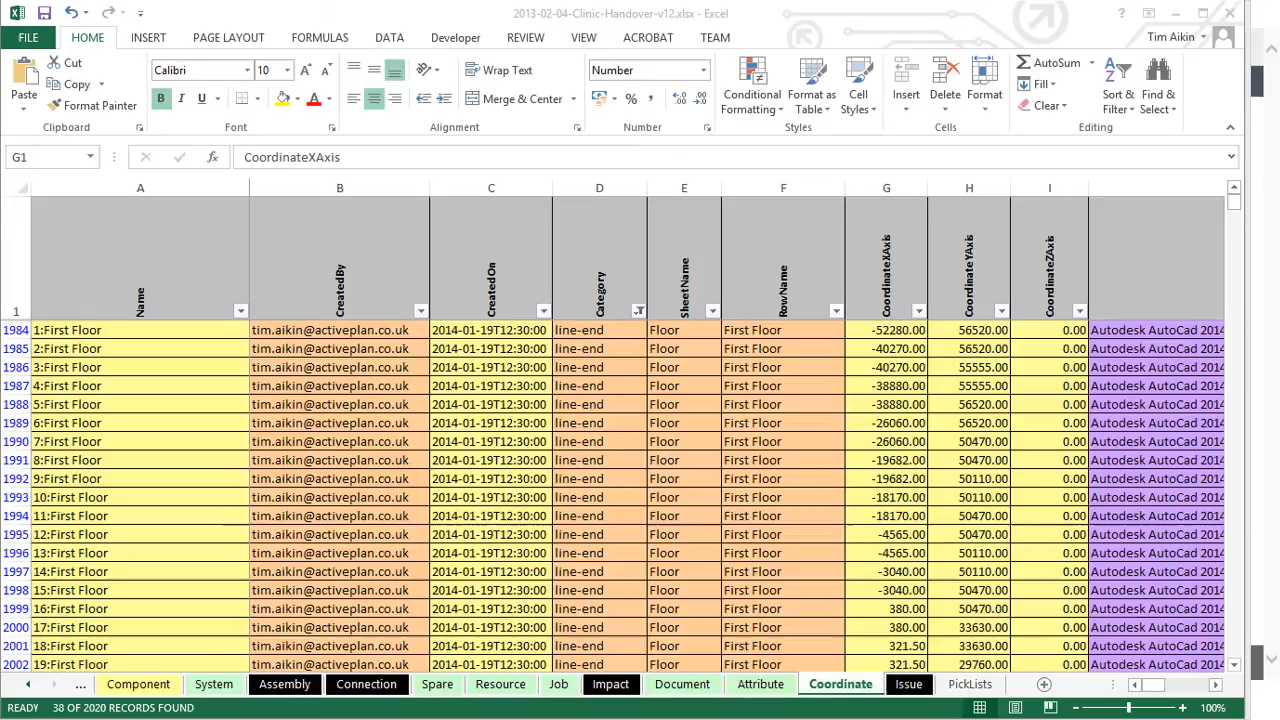 2013-02-04-Clinic-Handover-v12.xlsx - Excel
FILE HOME INSERT PAGE LAYOUT FORMULAS DATA Developer REVIEW VIEW ACROBAT TEAM Tim Aikin
Cut
Copy
Format Painter
Paste
Clipboard
Calibri 10
B I U
Font
Wrap Text
Merge & Center
Alignment
Number
%
Number
Conditional Formatting
Format as Table
Cell Styles
Styles
Insert
Delete
Format
Cells
AutoSum
Fill
Clear
Sort & Filter
Find & Select
Editing
G1 CoordinateXAxis
A B C D E F G H I
1 Name CreatedBy CreatedOn Category SheetName RowName CoordinateXAxis CoordinateYAxis CoordinateZAxis
1984 1:First Floor tim.aikin@activeplan.co.uk 2014-01-19T12:30:00 line-end Floor First Floor -52280.00 56520.00 0.00 Autodesk AutoCad 2014
1985 2:First Floor tim.aikin@activeplan.co.uk 2014-01-19T12:30:00 line-end Floor First Floor -40270.00 56520.00 0.00 Autodesk AutoCad 2014
1986 3:First Floor tim.aikin@activeplan.co.uk 2014-01-19T12:30:00 line-end Floor First Floor -40270.00 55555.00 0.00 Autodesk AutoCad 2014
1987 4:First Floor tim.aikin@activeplan.co.uk 2014-01-19T12:30:00 line-end Floor First Floor -38880.00 55555.00 0.00 Autodesk AutoCad 2014
1988 5:First Floor tim.aikin@activeplan.co.uk 2014-01-19T12:30:00 line-end Floor First Floor -38880.00 56520.00 0.00 Autodesk AutoCad 2014
1989 6:First Floor tim.aikin@activeplan.co.uk 2014-01-19T12:30:00 line-end Floor First Floor -26060.00 56520.00 0.00 Autodesk AutoCad 2014
1990 7:First Floor tim.aikin@activeplan.co.uk 2014-01-19T12:30:00 line-end Floor First Floor -26060.00 50470.00 0.00 Autodesk AutoCad 2014
1991 8:First Floor tim.aikin@activeplan.co.uk 2014-01-19T12:30:00 line-end Floor First Floor -19682.00 50470.00 0.00 Autodesk AutoCad 2014
1992 9:First Floor tim.aikin@activeplan.co.uk 2014-01-19T12:30:00 line-end Floor First Floor -19682.00 50110.00 0.00 Autodesk AutoCad 2014
1993 10:First Floor tim.aikin@activeplan.co.uk 2014-01-19T12:30:00 line-end Floor First Floor -18170.00 50110.00 0.00 Autodesk AutoCad 2014
1994 11:First Floor tim.aikin@activeplan.co.uk 2014-01-19T12:30:00 line-end Floor First Floor -18170.00 50470.00 0.00 Autodesk AutoCad 2014
1995 12:First Floor tim.aikin@activeplan.co.uk 2014-01-19T12:30:00 line-end Floor First Floor -4565.00 50470.00 0.00 Autodesk AutoCad 2014
1996 13:First Floor tim.aikin@activeplan.co.uk 2014-01-19T12:30:00 line-end Floor First Floor -4565.00 50110.00 0.00 Autodesk AutoCad 2014
1997 14:First Floor tim.aikin@activeplan.co.uk 2014-01-19T12:30:00 line-end Floor First Floor -3040.00 50110.00 0.00 Autodesk AutoCad 2014
1998 15:First Floor tim.aikin@activeplan.co.uk 2014-01-19T12:30:00 line-end Floor First Floor -3040.00 50470.00 0.00 Autodesk AutoCad 2014
1999 16:First Floor tim.aikin@activeplan.co.uk 2014-01-19T12:30:00 line-end Floor First Floor 380.00 50470.00 0.00 Autodesk AutoCad 2014
2000 17:First Floor tim.aikin@activeplan.co.uk 2014-01-19T12:30:00 line-end Floor First Floor 380.00 33630.00 0.00 Autodesk AutoCad 2014
2001 18:First Floor tim.aikin@activeplan.co.uk 2014-01-19T12:30:00 line-end Floor First Floor 321.50 33630.00 0.00 Autodesk AutoCad 2014
2002 19:First Floor tim.aikin@activeplan.co.uk 2014-01-19T12:30:00 line-end Floor First Floor 321.50 29760.00 0.00 Autodesk AutoCad 2014
... Component System Assembly Connection Spare Resource Job Impact Document Attribute Coordinate Issue PickLists
READY 38 OF 2020 RECORDS FOUND 100%